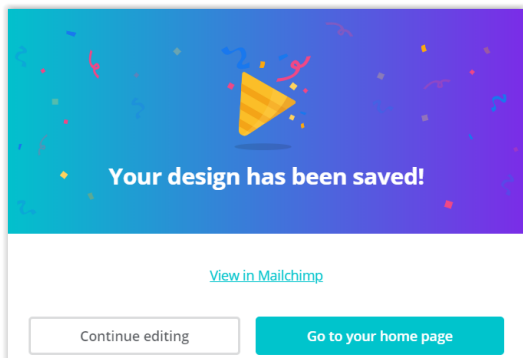 Your design has been saved!
View in Mailchimp
Continue editing
Go to your home page